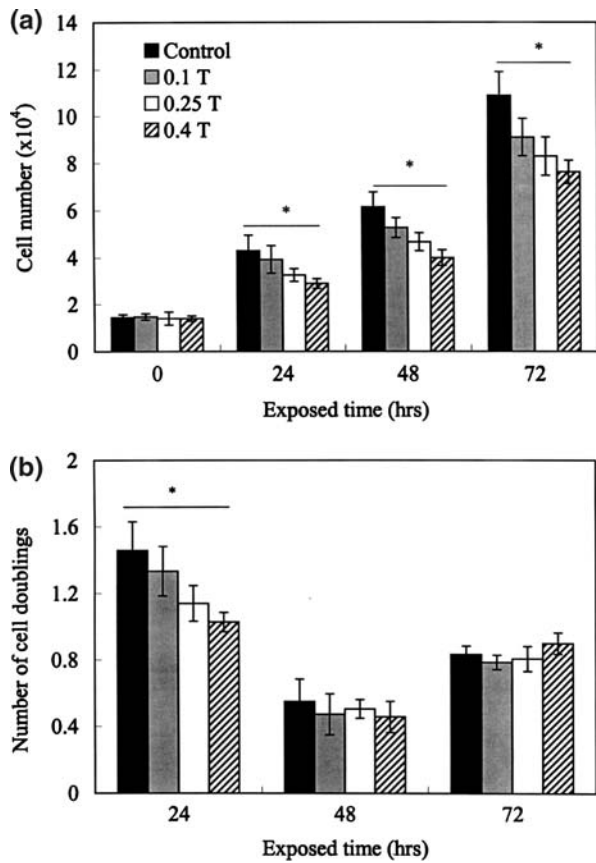 (a)
14
12
10
8
6
4
2
0
Cell number (x10⁴)
Control
0.1 T
0.25 T
0.4 T
*
*
*
0
24
48
72
Exposed time (hrs)
(b)
2
1.6
1.2
0.8
0.4
0
Number of cell doublings
*
24
48
72
Exposed time (hrs)